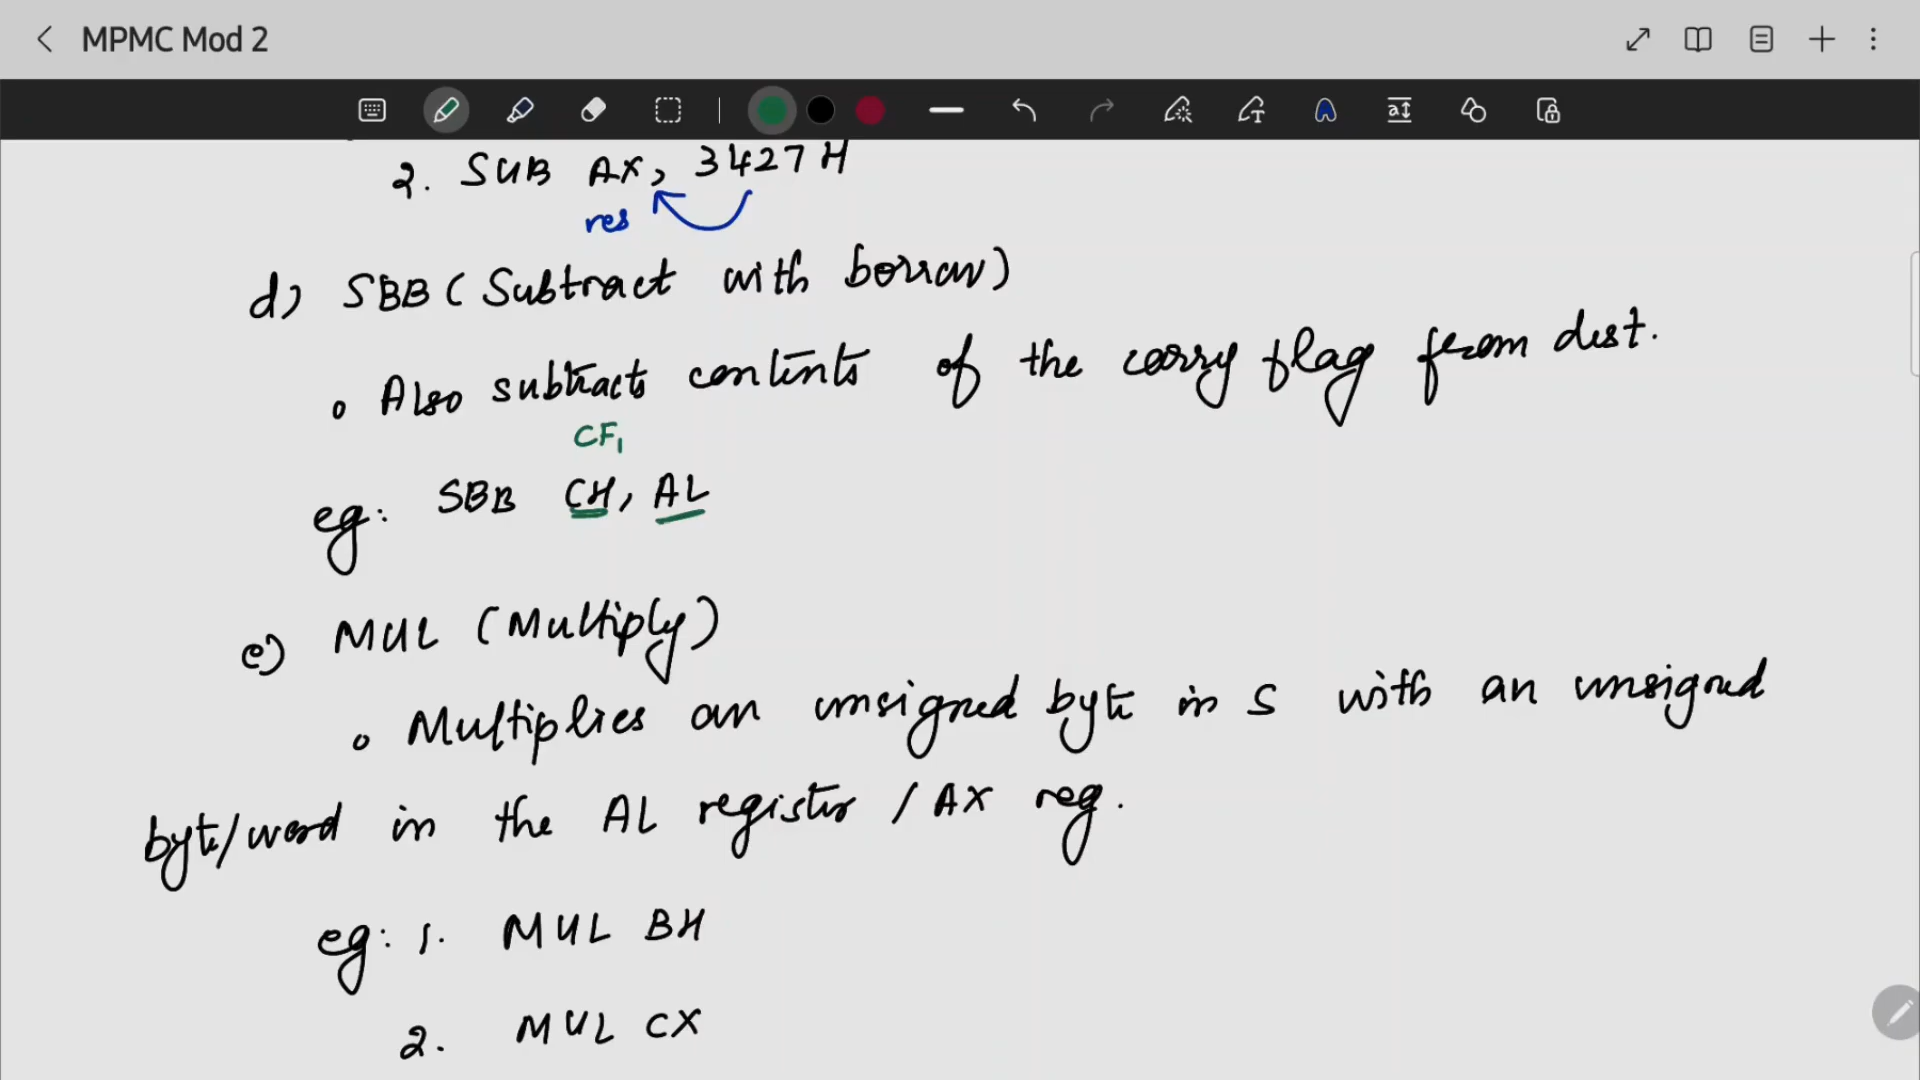 MPMC Mod 2
2. SUB AX, 3427H
res
d) SBB (Subtract with borrow)
o Also subtracts contents of the carry flag from dest.
CF1
eg: SBB CH, AL
e) MUL (Multiply)
o Multiplies an unsigned byte in S with an unsigned
byte/word in the AL register / AX reg.
eg: 1. MUL BH
2. MUL CX